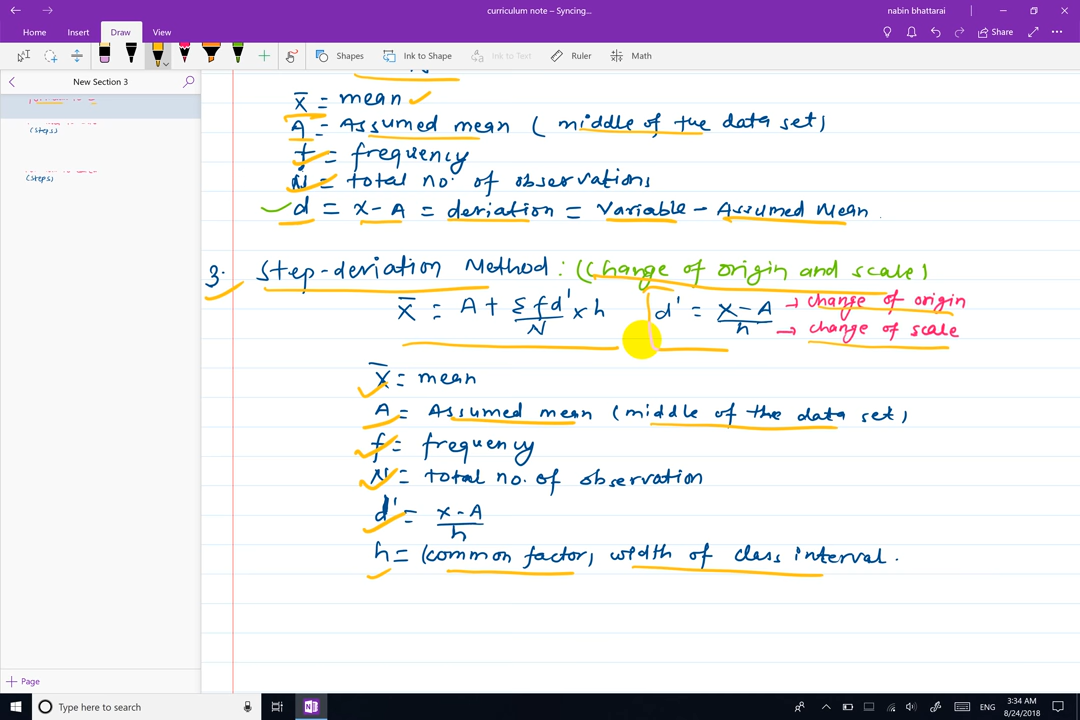 curriculum note – Syncing...
nabin bhattarai
Home Insert Draw View
Share
Shapes
Ink to Shape
Ink to Text
Ruler
Math
New Section 3
(steps)
(steps)
Page
N
X̄ = mean
A = Assumed mean ( middle of the data set)
f = frequency
N = total no. of observations
d = x-A = deriation = Variable - Assumed Mean.
3. Step-deriation Method: (Change of origin and scale)
X̄ = A + Σfd'/N x h | d' = X-A/h → change of origin
→ change of scale
X̄ = mean
A = Assumed mean (middle of the data set)
f = frequency
N = total no. of observation
d' = x-A/h
h = (common factor, width of class interval.
Type here to search
ENG
3:34 AM
8/24/2018